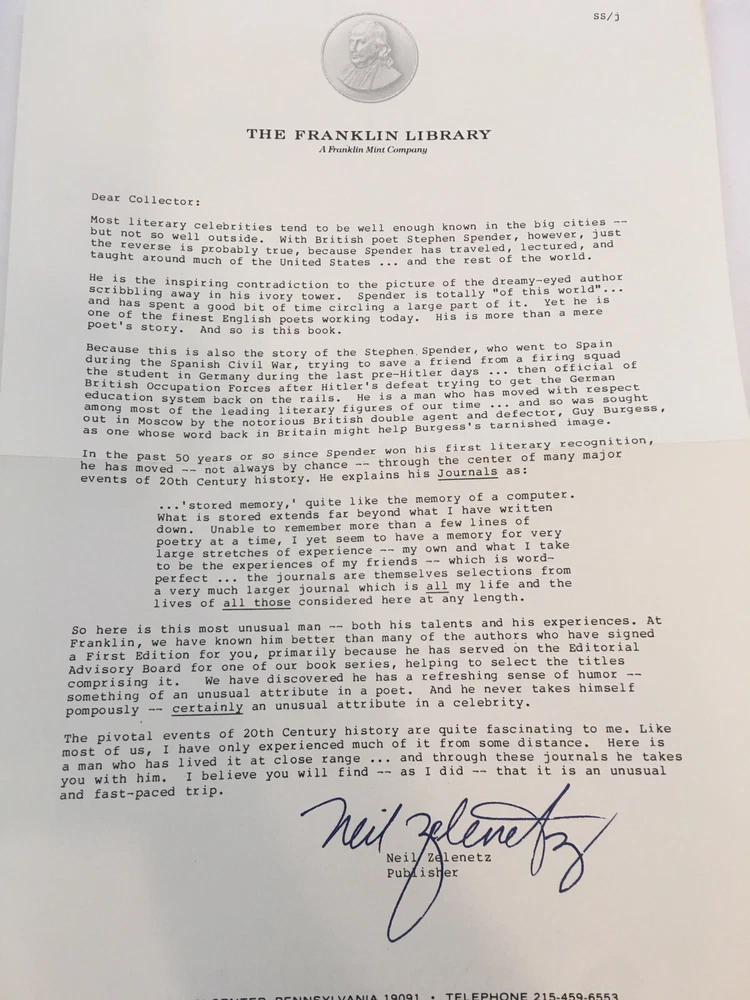 SS/j
THE FRANKLIN LIBRARY
A Franklin Mint Company
Dear Collector:
Most literary celebrities tend to be well enough known in the big cities --
but not so well outside. With British poet Stephen Spender, however, just
the reverse is probably true, because Spender has traveled, lectured, and
taught around much of the United States ... and the rest of the world.
He is the inspiring contradiction to the picture of the dreamy-eyed author
scribbling away in his ivory tower. Spender is totally "of this world"...
and has spent a good bit of time circling a large part of it. Yet he is
one of the finest English poets working today. His is more than a mere
poet's story. And so is this book.
Because this is also the story of the Stephen Spender, who went to Spain
during the Spanish Civil War, trying to save a friend from a firing squad
the student in Germany during the last pre-Hitler days ... then official of
British Occupation Forces after Hitler's defeat trying to get the German
education system back on the rails. He is a man who has moved with respect
among most of the leading literary figures of our time ... and so was sought
out in Moscow by the notorious British double agent and defector, Guy Burgess,
as one whose word back in Britain might help Burgess's tarnished image.
In the past 50 years or so since Spender won his first literary recognition,
he has moved -- not always by chance -- through the center of many major
events of 20th Century history. He explains his Journals as:
...'stored memory,' quite like the memory of a computer.
What is stored extends far beyond what I have written
down. Unable to remember more than a few lines of
poetry at a time, I yet seem to have a memory for very
large stretches of experience -- my own and what I take
to be the experiences of my friends -- which is word-
perfect ... the journals are themselves selections from
a very much larger journal which is all my life and the
lives of all those considered here at any length.
So here is this most unusual man -- both his talents and his experiences. At
Franklin, we have known him better than many of the authors who have signed
a First Edition for you, primarily because he has served on the Editorial
Advisory Board for one of our book series, helping to select the titles
comprising it. We have discovered he has a refreshing sense of humor --
something of an unusual attribute in a poet. And he never takes himself
pompously -- certainly an unusual attribute in a celebrity.
The pivotal events of 20th Century history are quite fascinating to me. Like
most of us, I have only experienced much of it from some distance. Here is
a man who has lived it at close range ... and through these journals he takes
you with him. I believe you will find -- as I did -- that it is an unusual
and fast-paced trip.
Neil Zelenetz
Neil Zelenetz
Publisher
CENTER, PENNSYLVANIA 19091 • TELEPHONE 215-459-6553